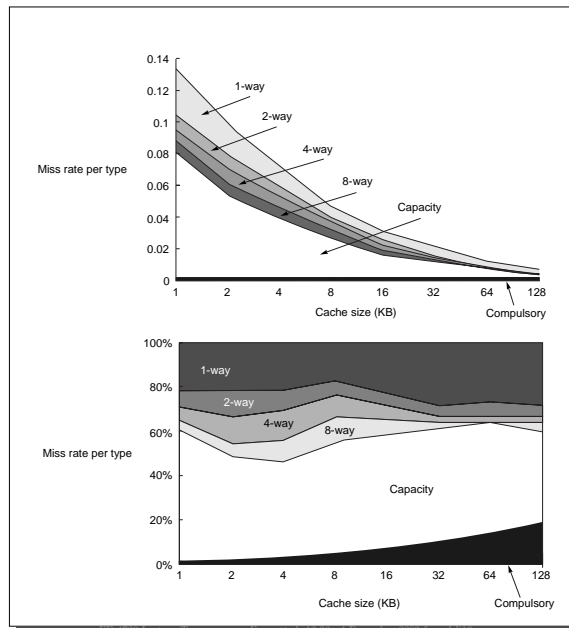 0.14
0.12
0.1
0.08
0.06
0.04
0.02
0
Miss rate per type
1-way
2-way
4-way
8-way
Capacity
1 2 4 8 16 32 64 128
Cache size (KB)
Compulsory
100%
80%
60%
40%
20%
0%
Miss rate per type
1-way
2-way
4-way
8-way
Capacity
1 2 4 8 16 32 64 128
Cache size (KB)
Compulsory